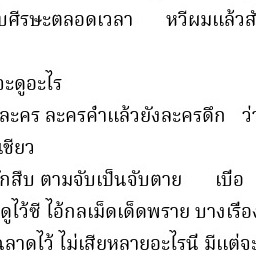 บศีรษะตลอดเวลา หวีผมแล้วสั
จะดูอะไร
ละคร ละครคำแล้วยังละครดึก ว่า
เชียว
ักสืบ ตามจับเป็นจับตาย เบือ
ดูไว้ซี ไอ้กลเม็ดเด็ดพราย บางเรือง
ฉลาดไว้ ไม่เสียหลายอะไรนี มีแต่จะ